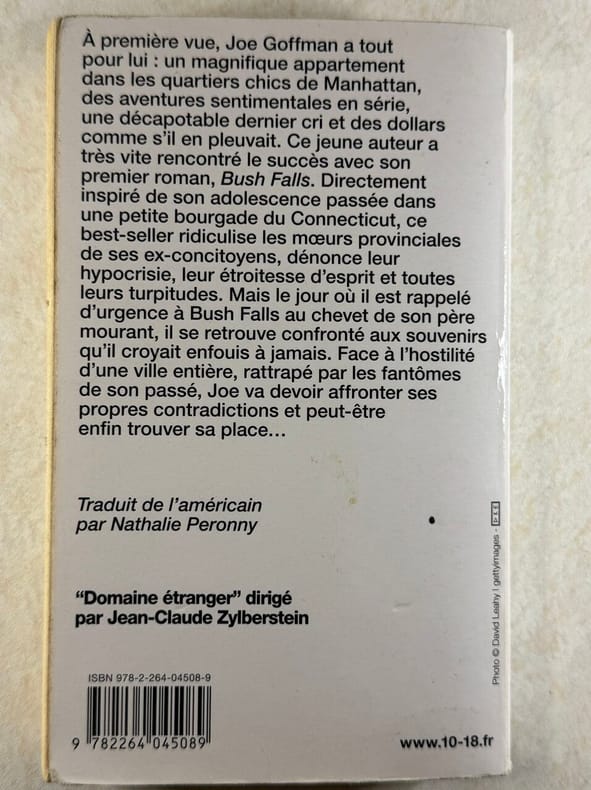 À première vue, Joe Goffman a tout
pour lui : un magnifique appartement
dans les quartiers chics de Manhattan,
des aventures sentimentales en série,
une décapotable dernier cri et des dollars
comme s'il en pleuvait. Ce jeune auteur a
très vite rencontré le succès avec son
premier roman, Bush Falls. Directement
inspiré de son adolescence passée dans
une petite bourgade du Connecticut, ce
best-seller ridiculise les mœurs provinciales
de ses ex-concitoyens, dénonce leur
hypocrisie, leur étroitesse d'esprit et toutes
leurs turpitudes. Mais le jour où il est rappelé
d'urgence à Bush Falls au chevet de son père
mourant, il se retrouve confronté aux souvenirs
qu'il croyait enfouis à jamais. Face à l'hostilité
d'une ville entière, rattrapé par les fantômes
de son passé, Joe va devoir affronter ses
propres contradictions et peut-être
enfin trouver sa place…
Traduit de l'américain
par Nathalie Peronny
"Domaine étranger" dirigé
par Jean-Claude Zylberstein
ISBN 978-2-264-04508-9
9 782264 045089
www.10-18.fr
Photo © David Leahy | gettyimages -